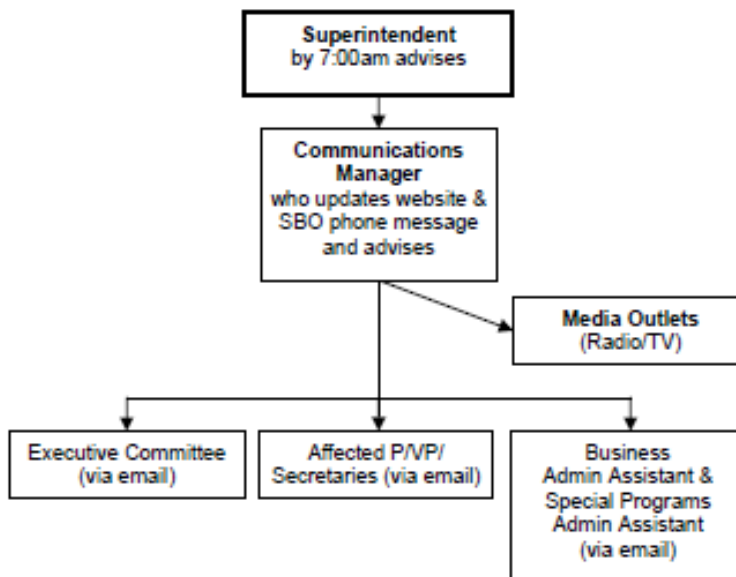 Superintendent
by 7:00am advises
Communications
Manager
who updates website &
SBO phone message
and advises
Media Outlets
(Radio/TV)
Executive Committee
(via email)
Affected P/VP/
Secretaries (via email)
Business
Admin Assistant &
Special Programs
Admin Assistant
(via email)